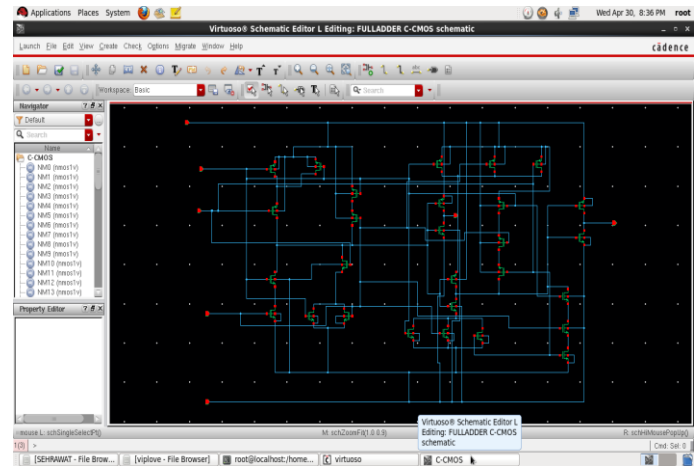 Applications Places System Wed Apr 30, 8:36 PM root
Virtuoso® Schematic Editor L Editing: FULLADDER C-CMOS schematic
Launch File Edit View Create Check Options Migrate Window Help cādence
Workspace: Basic Search
Navigator
Default
Search
Name
C-CMOS
NM0 (nmos1v)
NM1 (nmos1v)
NM2 (nmos1v)
NM3 (nmos1v)
NM4 (nmos1v)
NM5 (nmos1v)
NM6 (nmos1v)
NM7 (nmos1v)
NM8 (nmos1v)
NM9 (nmos1v)
NM10 (nmos1v)
NM11 (nmos1v)
NM12 (nmos1v)
Property Editor
mouse L: schSingleSelectPt() M: schZoomFit(1.0 0.9) R: schHiMousePopUp()
1(3) > Cmd: Sel: 0
Virtuoso® Schematic Editor L
Editing: FULLADDER C-CMOS
schematic
[SEHRAWAT - File Brow... [viplove - File Browser] root@localhost:/home... virtuoso C-CMOS